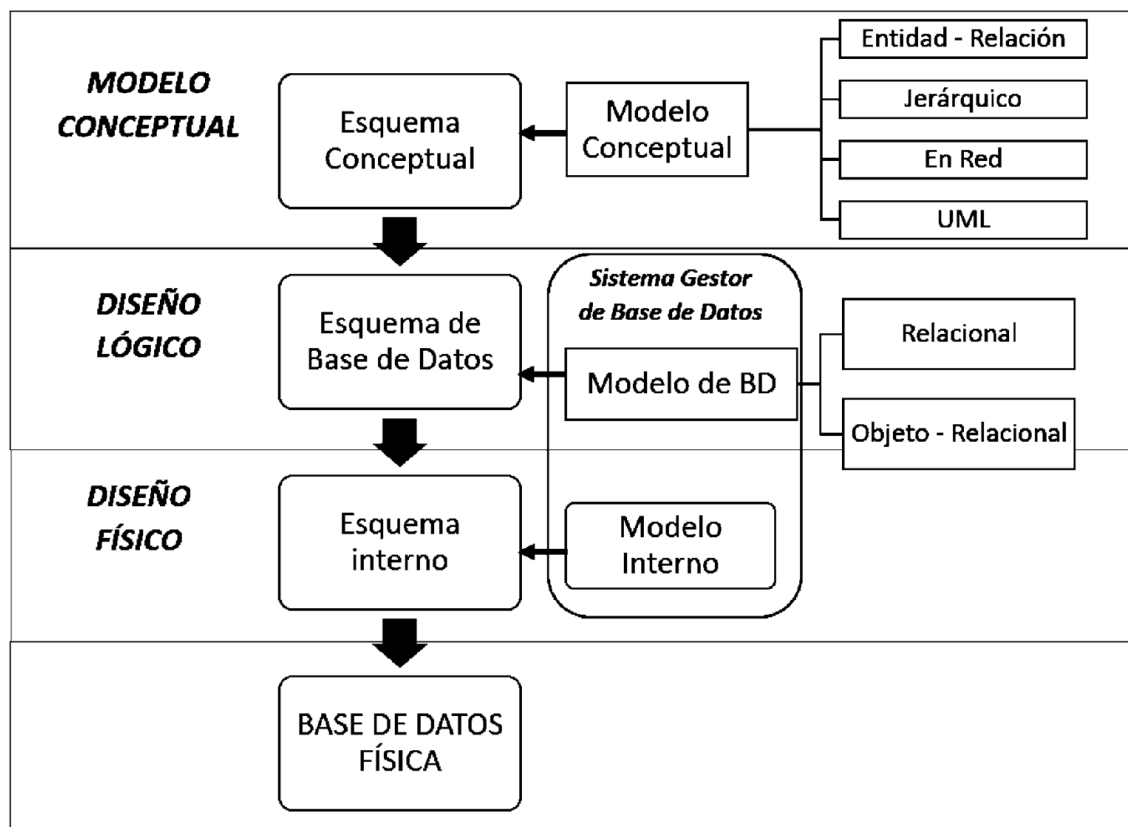 MODELO
CONCEPTUAL
Esquema
Conceptual
Modelo
Conceptual
Entidad - Relación
Jerárquico
En Red
UML
DISEÑO
LÓGICO
Esquema de
Base de Datos
Sistema Gestor
de Base de Datos
Modelo de BD
Relacional
Objeto - Relacional
DISEÑO
FÍSICO
Esquema
interno
Modelo
Interno
BASE DE DATOS
FÍSICA